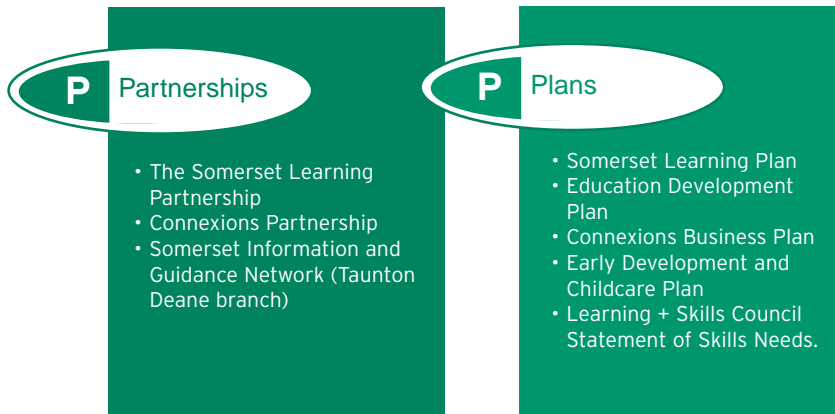 P Partnerships
• The Somerset Learning
Partnership
• Connexions Partnership
• Somerset Information and
Guidance Network (Taunton
Deane branch)
P Plans
• Somerset Learning Plan
• Education Development
Plan
• Connexions Business Plan
• Early Development and
Childcare Plan
• Learning + Skills Council
Statement of Skills Needs.